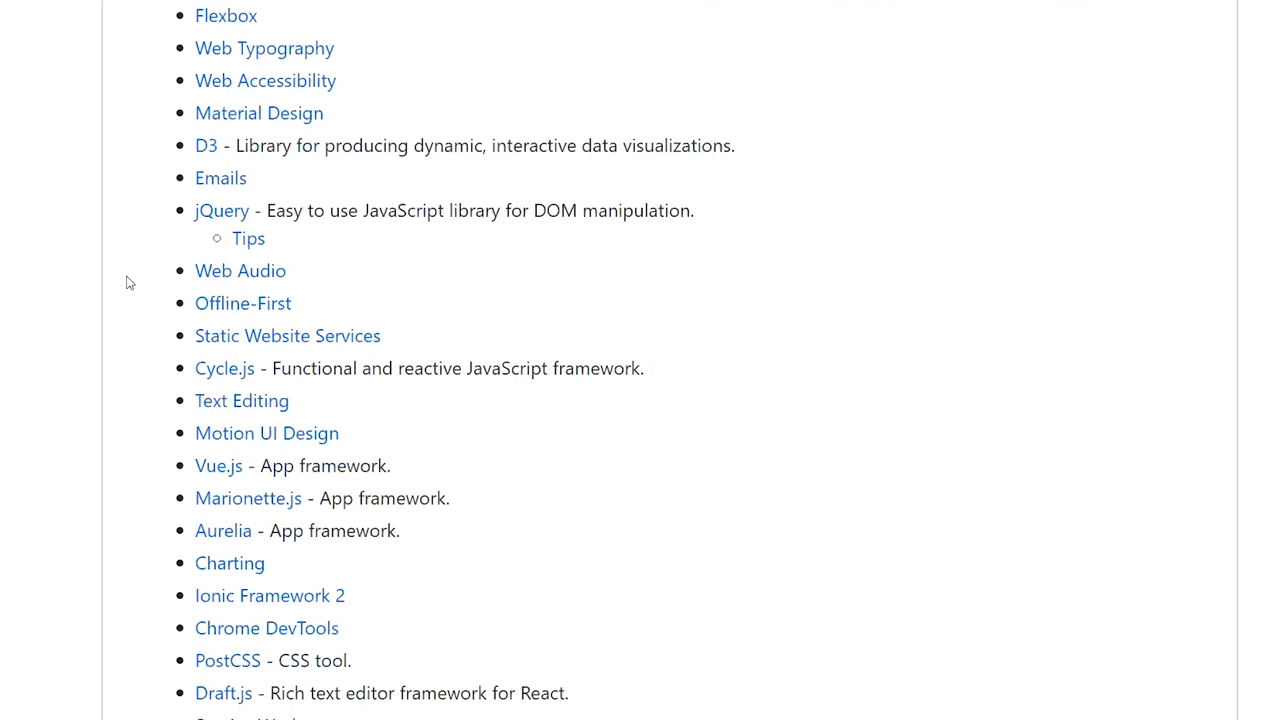 Flexbox
Web Typography
Web Accessibility
Material Design
D3 - Library for producing dynamic, interactive data visualizations.
Emails
jQuery - Easy to use JavaScript library for DOM manipulation.
Tips
Web Audio
Offline-First
Static Website Services
Cycle.js - Functional and reactive JavaScript framework.
Text Editing
Motion UI Design
Vue.js - App framework.
Marionette.js - App framework.
Aurelia - App framework.
Charting
Ionic Framework 2
Chrome DevTools
PostCSS - CSS tool.
Draft.js - Rich text editor framework for React.